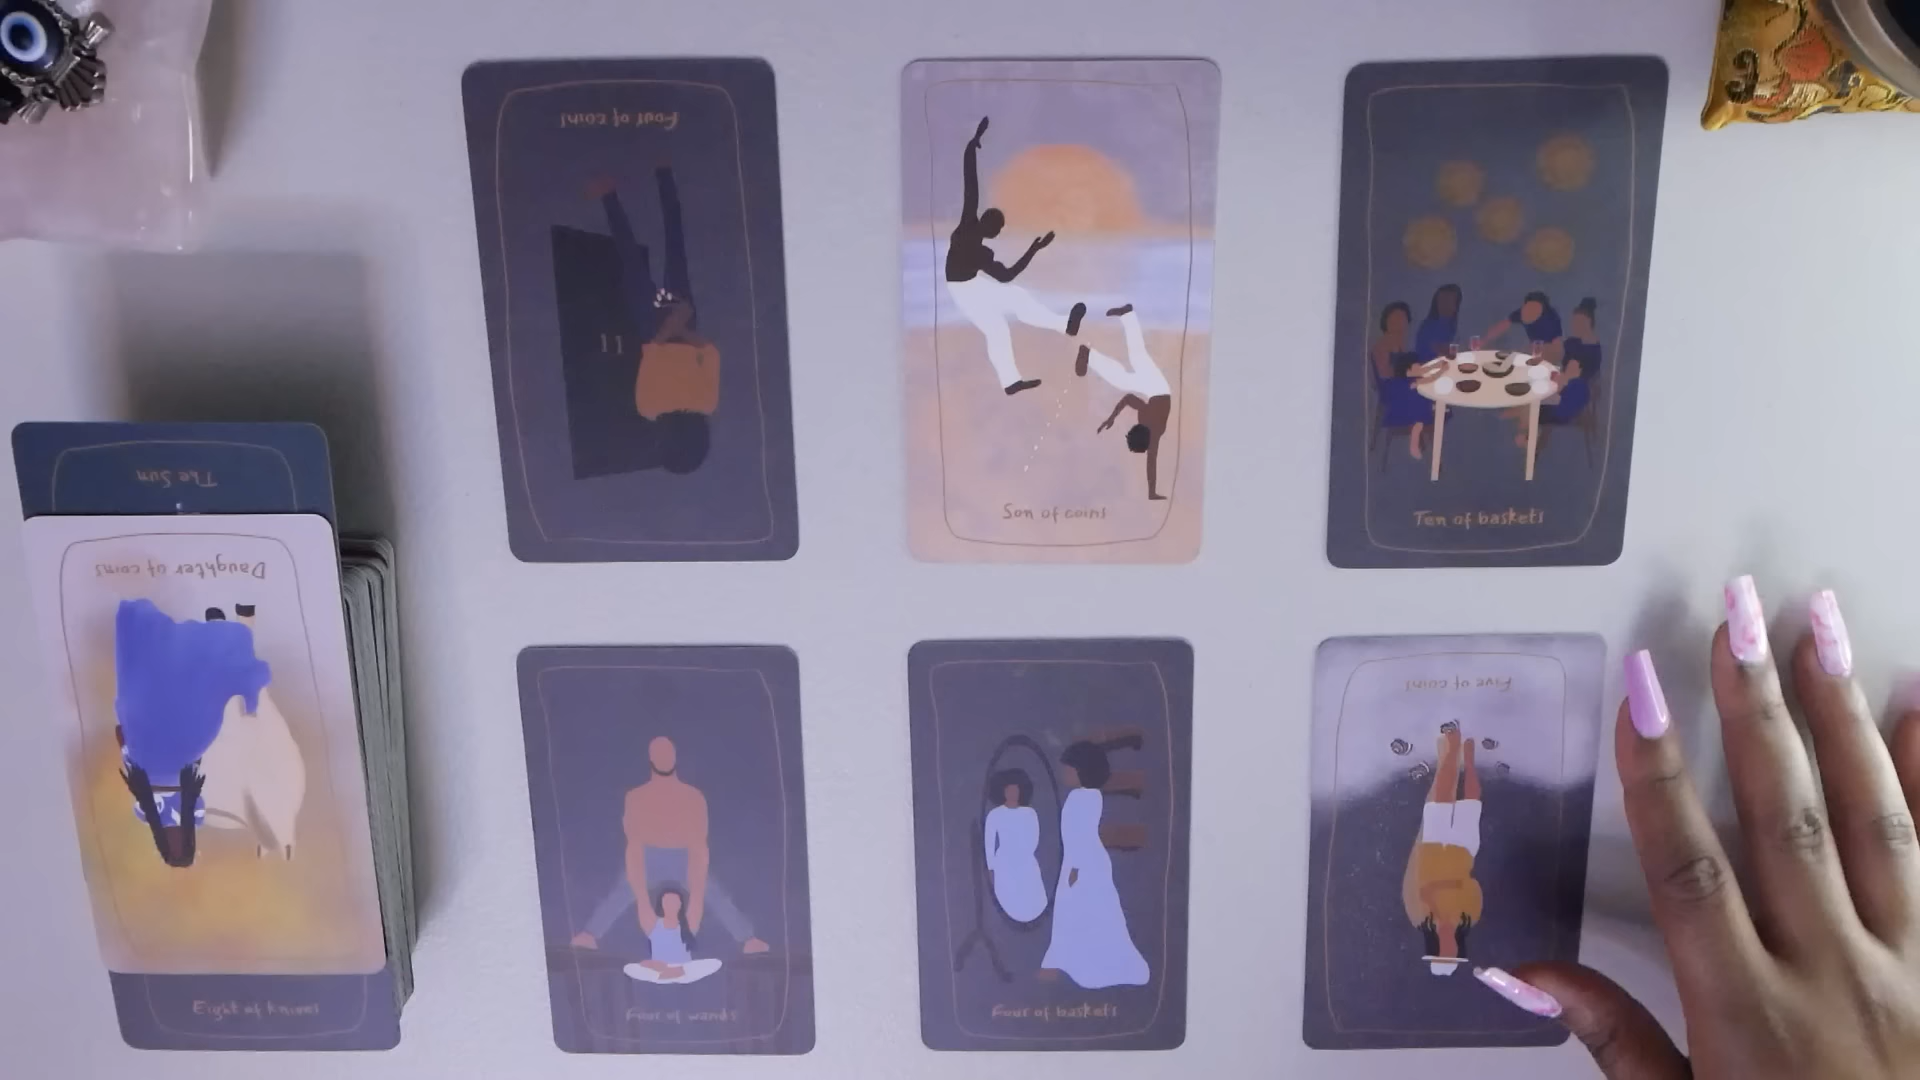 Four of coins
Son of coins
Ten of baskets
The Sun
Daughter of coins
Eight of knives
Four of wands
Four of baskets
Five of coins